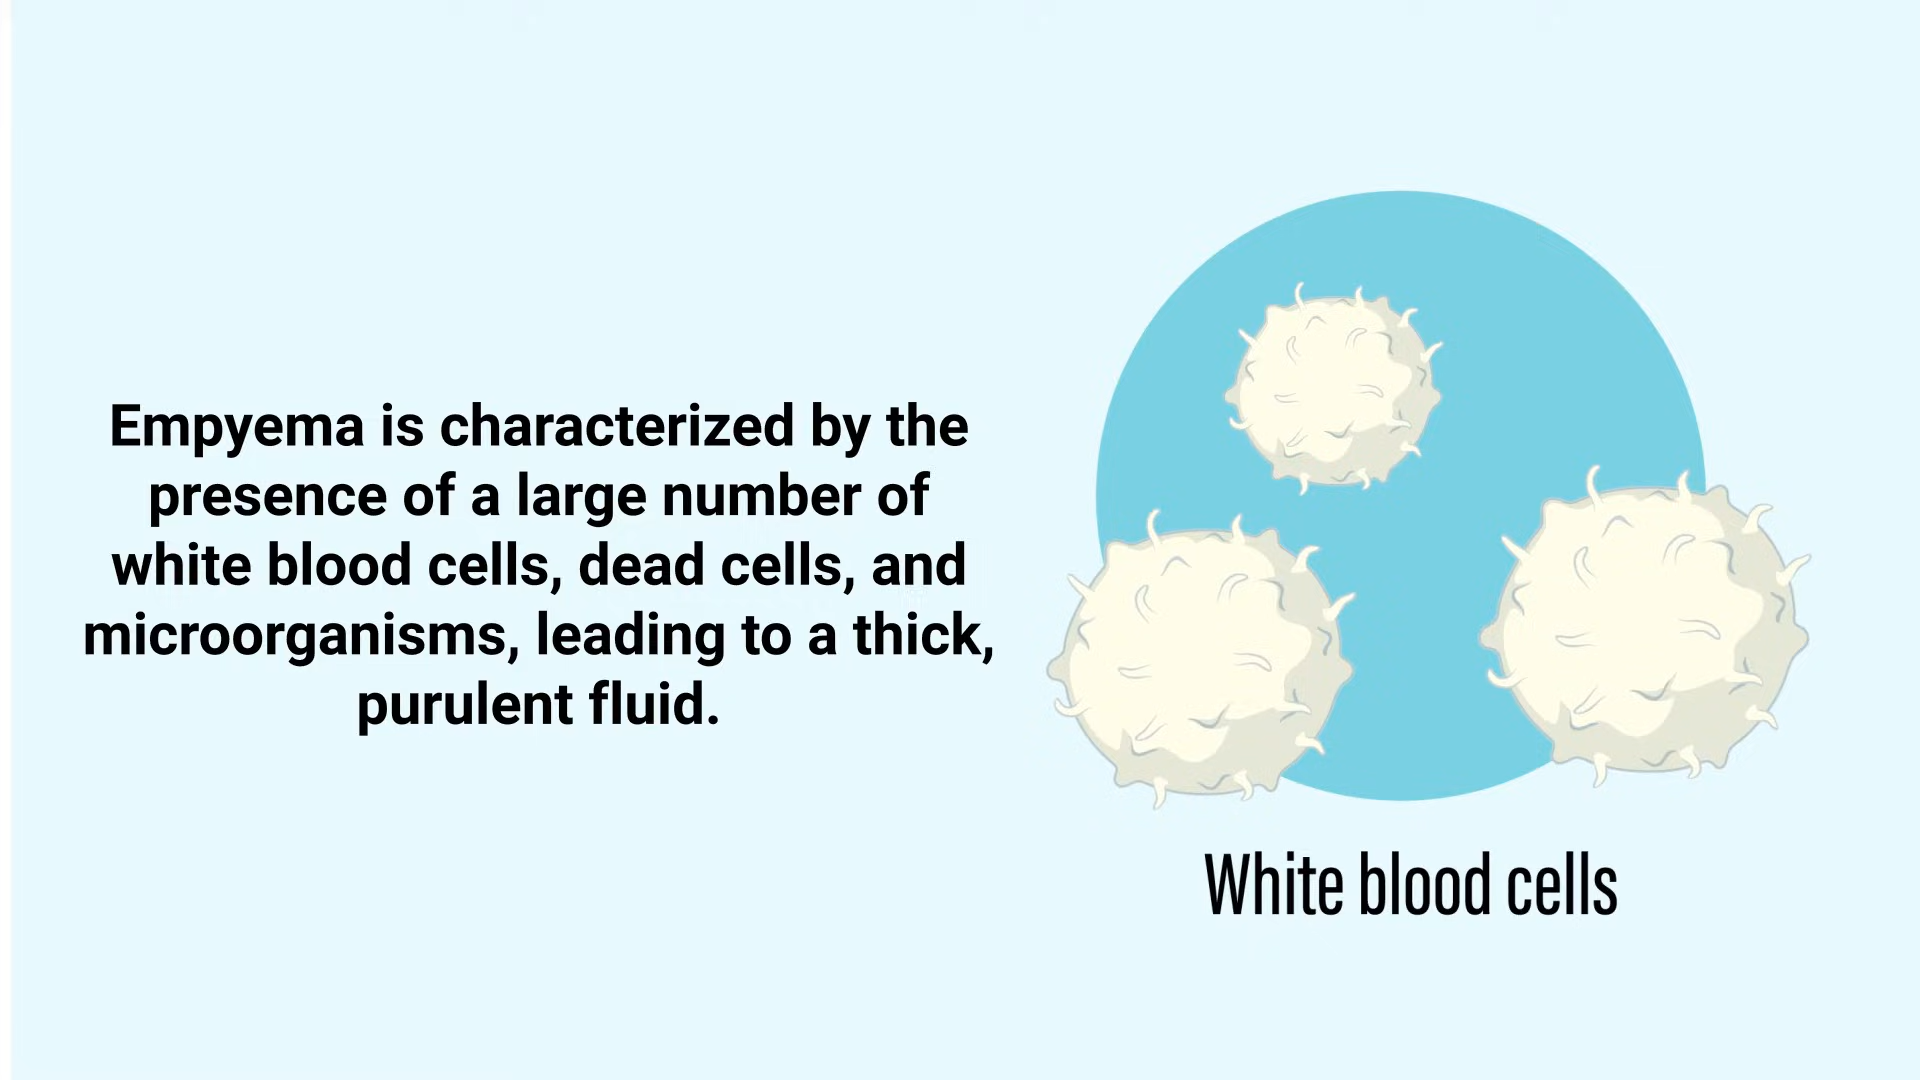 Empyema is characterized by the
presence of a large number of
white blood cells, dead cells, and
microorganisms, leading to a thick,
purulent fluid.
White blood cells